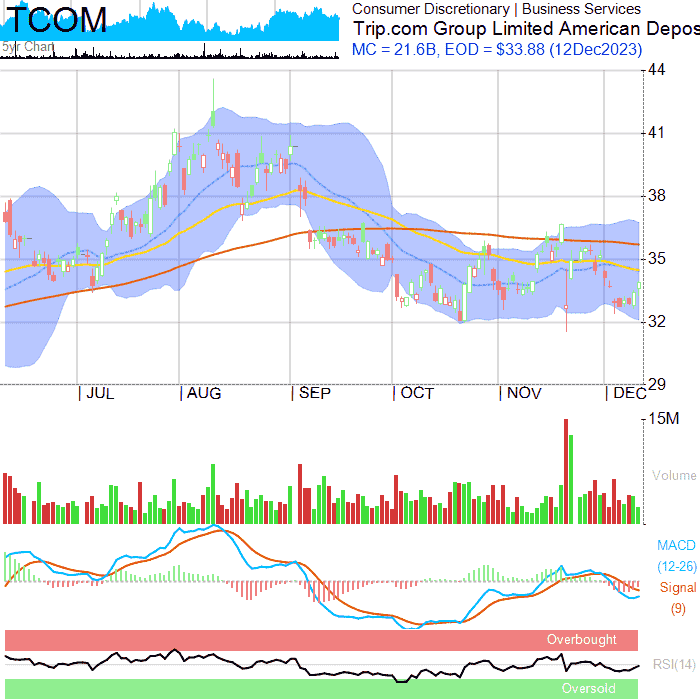 TCOM
5yr Chart
Consumer Discretionary | Business Services
Trip.com Group Limited American Depos
MC = 21.6B, EOD = $33.88 (12Dec2023)
44
41
38
35
32
29
JUL
AUG
SEP
OCT
NOV
DEC
15M
Volume
MACD
(12-26)
Signal
(9)
Overbought
RSI(14)
Oversold